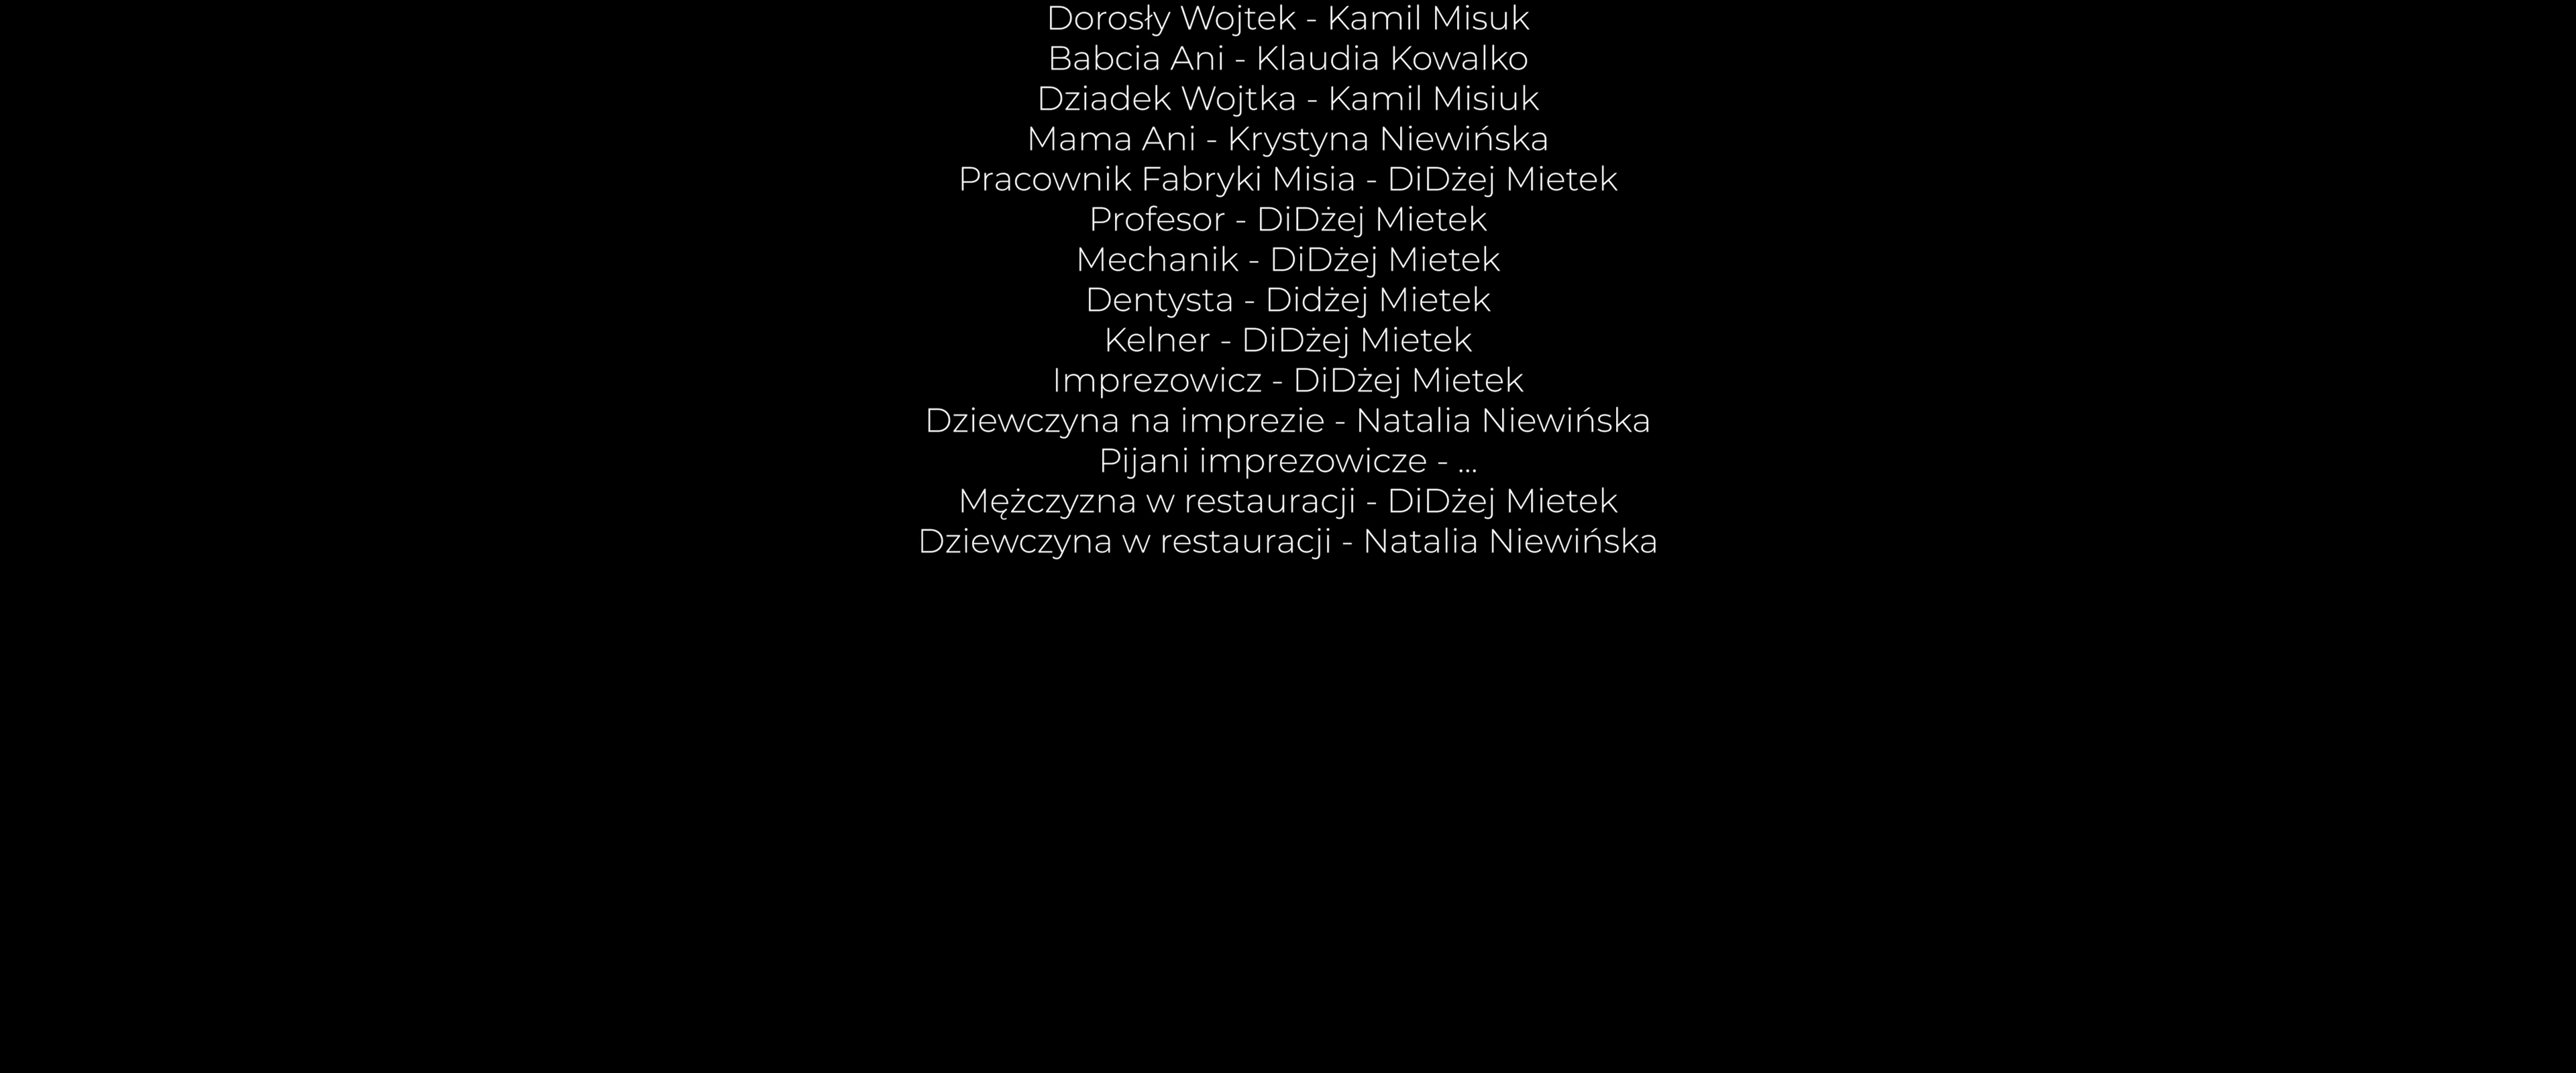 Dorosły Wojtek - Kamil Misuk
Babcia Ani - Klaudia Kowalko
Dziadek Wojtka - Kamil Misiuk
Mama Ani - Krystyna Niewińska
Pracownik Fabryki Misia - DiDżej Mietek
Profesor - DiDżej Mietek
Mechanik - DiDżej Mietek
Dentysta - Didżej Mietek
Kelner - DiDżej Mietek
Imprezowicz - DiDżej Mietek
Dziewczyna na imprezie - Natalia Niewińska
Pijani imprezowicze - ...
Mężczyzna w restauracji - DiDżej Mietek
Dziewczyna w restauracji - Natalia Niewińska